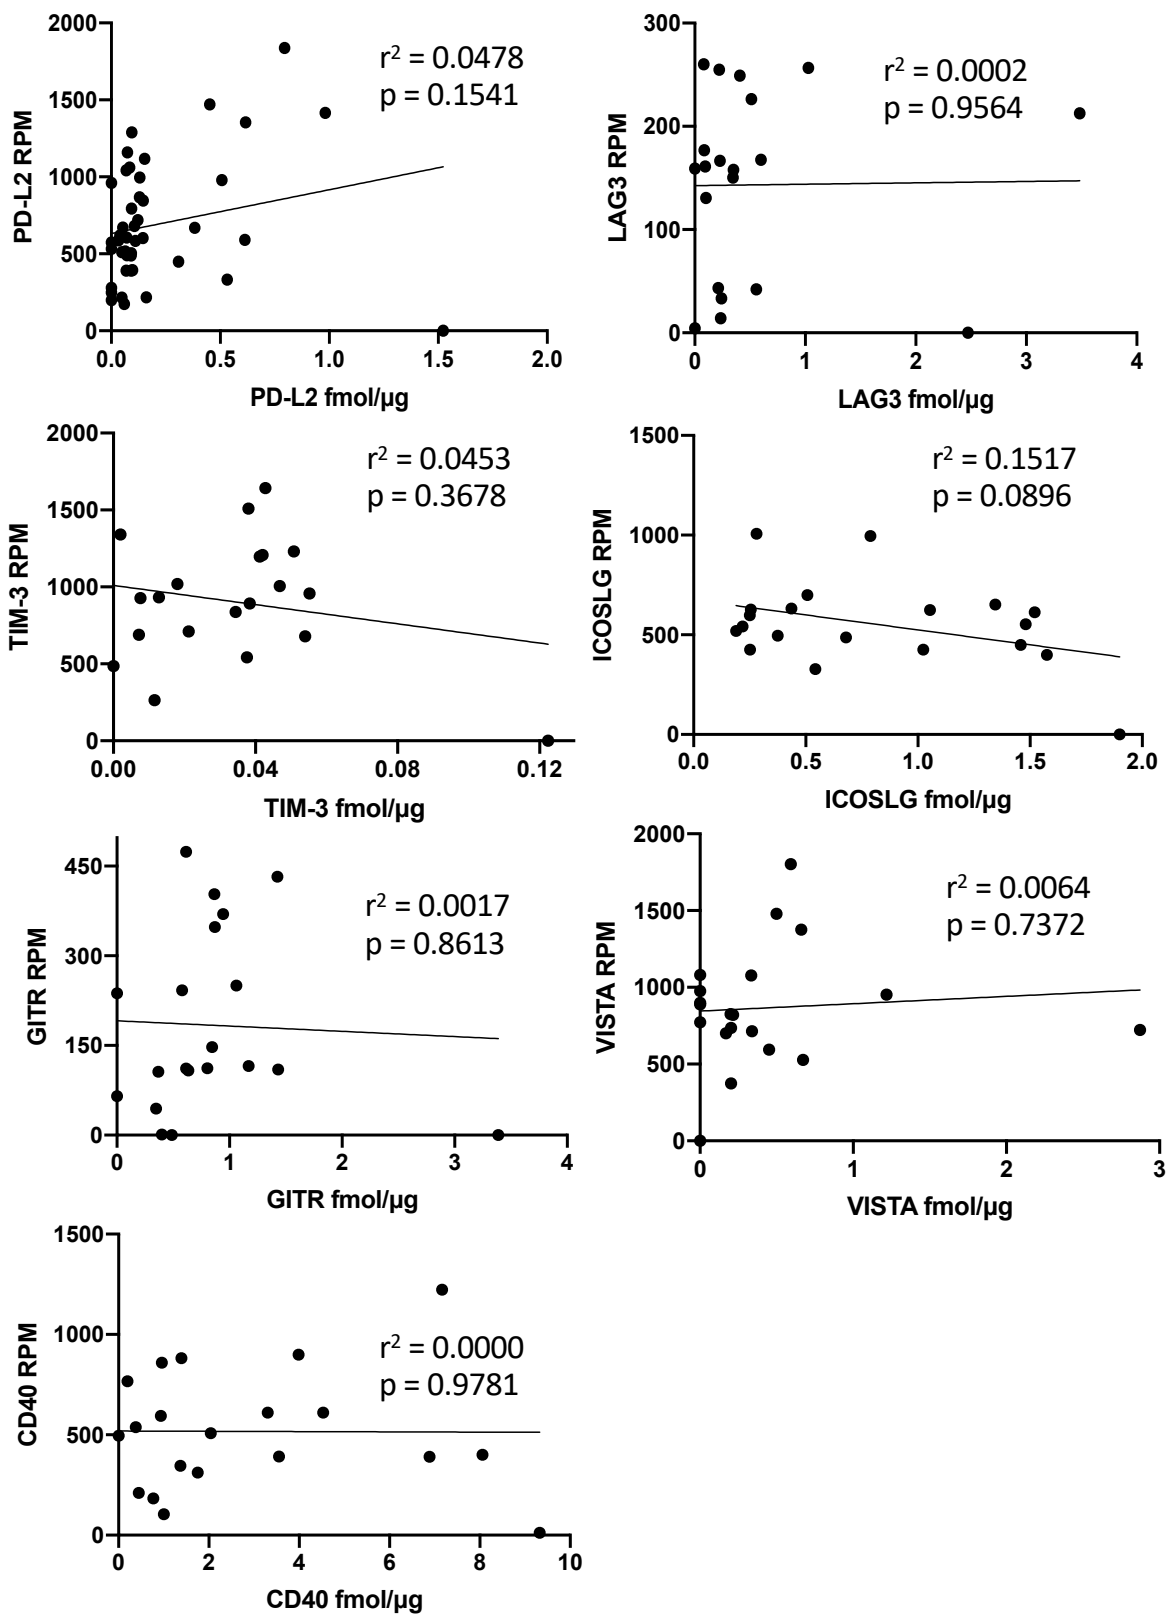 2000
1500
1000
500
0
PD-L2 RPM
r² = 0.0478
p = 0.1541
0.0 0.5 1.0 1.5 2.0
PD-L2 fmol/µg
300
200
100
0
LAG3 RPM
r² = 0.0002
p = 0.9564
0 1 2 3 4
LAG3 fmol/µg
2000
1500
1000
500
0
TIM-3 RPM
r² = 0.0453
p = 0.3678
0.00 0.04 0.08 0.12
TIM-3 fmol/µg
1500
1000
500
0
ICOSLG RPM
r² = 0.1517
p = 0.0896
0.0 0.5 1.0 1.5 2.0
ICOSLG fmol/µg
450
300
150
0
GITR RPM
r² = 0.0017
p = 0.8613
0 1 2 3 4
GITR fmol/µg
2000
1500
1000
500
0
VISTA RPM
r² = 0.0064
p = 0.7372
0 1 2 3
VISTA fmol/µg
1500
1000
500
0
CD40 RPM
r² = 0.0000
p = 0.9781
0 2 4 6 8 10
CD40 fmol/µg